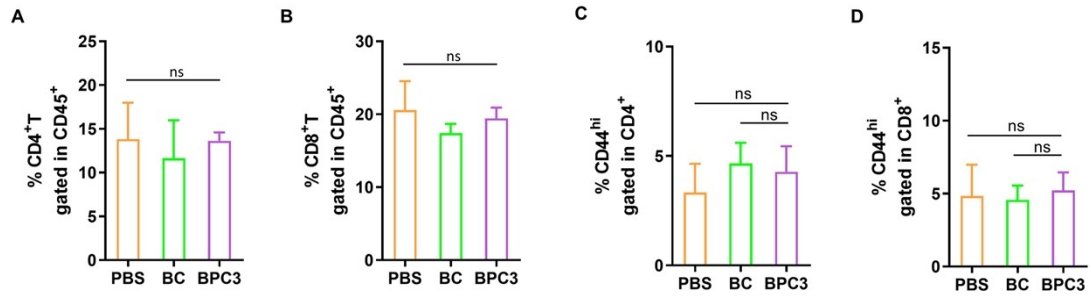 A
% CD4⁺T
gated in CD45⁺
25
20
15
10
5
0
ns
PBS BC BPC3
B
% CD8⁺T
gated in CD45⁺
30
20
10
0
ns
PBS BC BPC3
C
% CD44ʰⁱ
gated in CD4⁺
10
5
0
ns
ns
PBS BC BPC3
D
% CD44ʰⁱ
gated in CD8⁺
15
10
5
0
ns
ns
PBS BC BPC3